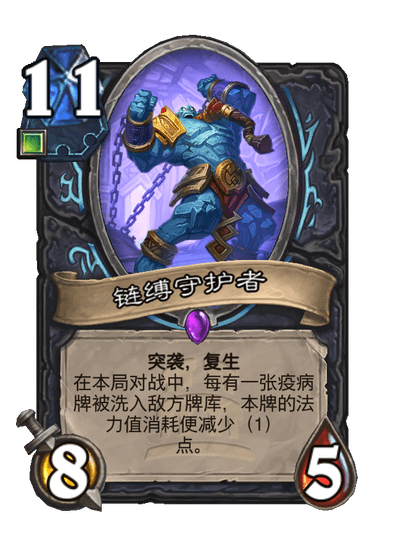 11
链缚守护者
突袭，复生
在本局对战中，每有一张疫病
牌被洗入敌方牌库，本牌的法
力值消耗便减少（1）
点。
8
5